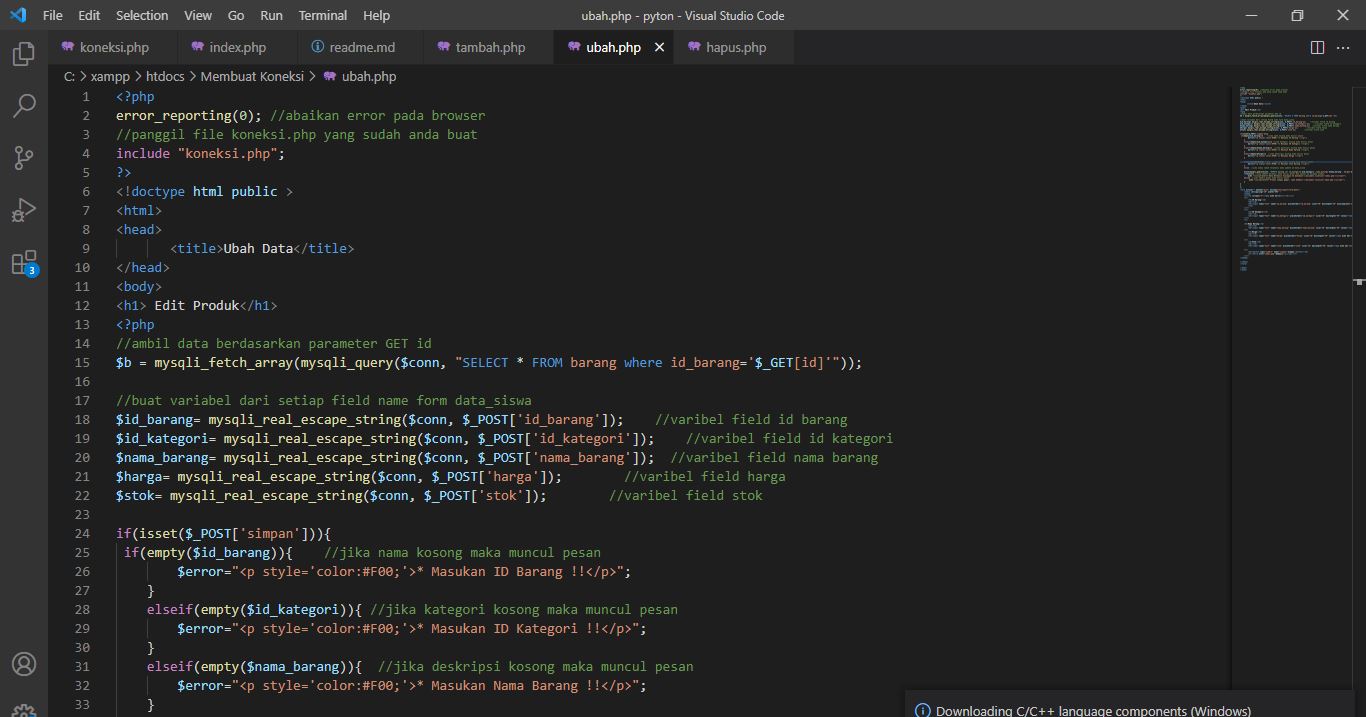 File Edit Selection View Go Run Terminal Help ubah.php - pyton - Visual Studio Code
koneksi.php index.php readme.md tambah.php ubah.php hapus.php
C: > xampp > htdocs > Membuat Koneksi > ubah.php
1 <?php
2 error_reporting(0); //abaikan error pada browser
3 //panggil file koneksi.php yang sudah anda buat
4 include "koneksi.php";
5 ?>
6 <!doctype html public >
7 <html>
8 <head>
9 <title>Ubah Data</title>
10 </head>
11 <body>
12 <h1> Edit Produk</h1>
13 <?php
14 //ambil data berdasarkan parameter GET id
15 $b = mysqli_fetch_array(mysqli_query($conn, "SELECT * FROM barang where id_barang='$_GET[id]'"));
16
17 //buat variabel dari setiap field name form data_siswa
18 $id_barang= mysqli_real_escape_string($conn, $_POST['id_barang']); //varibel field id barang
19 $id_kategori= mysqli_real_escape_string($conn, $_POST['id_kategori']); //varibel field id kategori
20 $nama_barang= mysqli_real_escape_string($conn, $_POST['nama_barang']); //varibel field nama barang
21 $harga= mysqli_real_escape_string($conn, $_POST['harga']); //varibel field harga
22 $stok= mysqli_real_escape_string($conn, $_POST['stok']); //varibel field stok
23
24 if(isset($_POST['simpan'])){
25 if(empty($id_barang)){ //jika nama kosong maka muncul pesan
26 $error="<p style='color:#F00;'>* Masukan ID Barang !!</p>";
27 }
28 elseif(empty($id_kategori)){ //jika kategori kosong maka muncul pesan
29 $error="<p style='color:#F00;'>* Masukan ID Kategori !!</p>";
30 }
31 elseif(empty($nama_barang)){ //jika deskripsi kosong maka muncul pesan
32 $error="<p style='color:#F00;'>* Masukan Nama Barang !!</p>";
33 }
3
Downloading C/C++ language components (Windows)